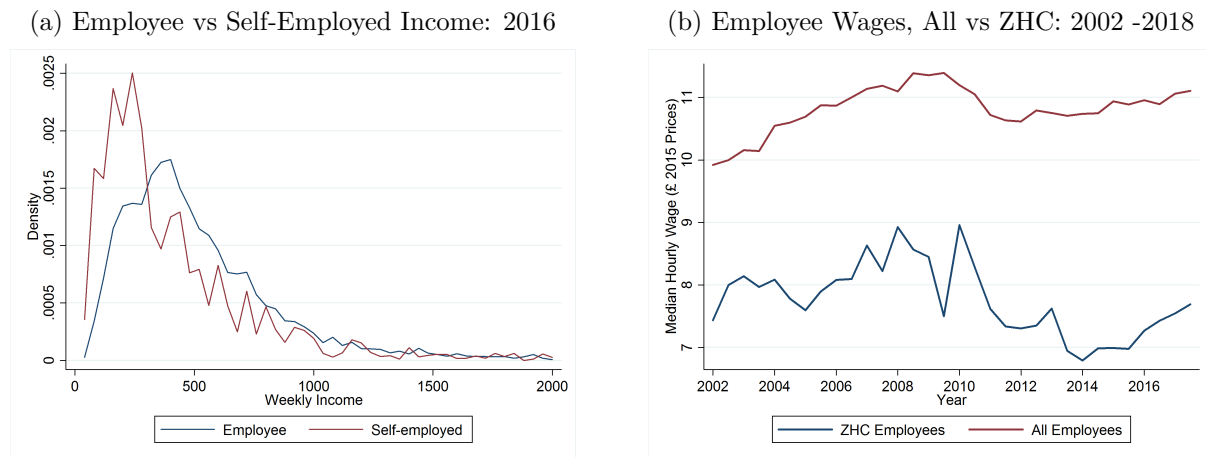 (a) Employee vs Self-Employed Income: 2016
Density
.0025
.002
.0015
.001
.0005
0
0 500 1000 1500 2000
Weekly Income
Employee Self-employed
(b) Employee Wages, All vs ZHC: 2002 -2018
Median Hourly Wage (£ 2015 Prices)
11
10
9
8
7
2002 2004 2006 2008 2010 2012 2014 2016
Year
ZHC Employees All Employees